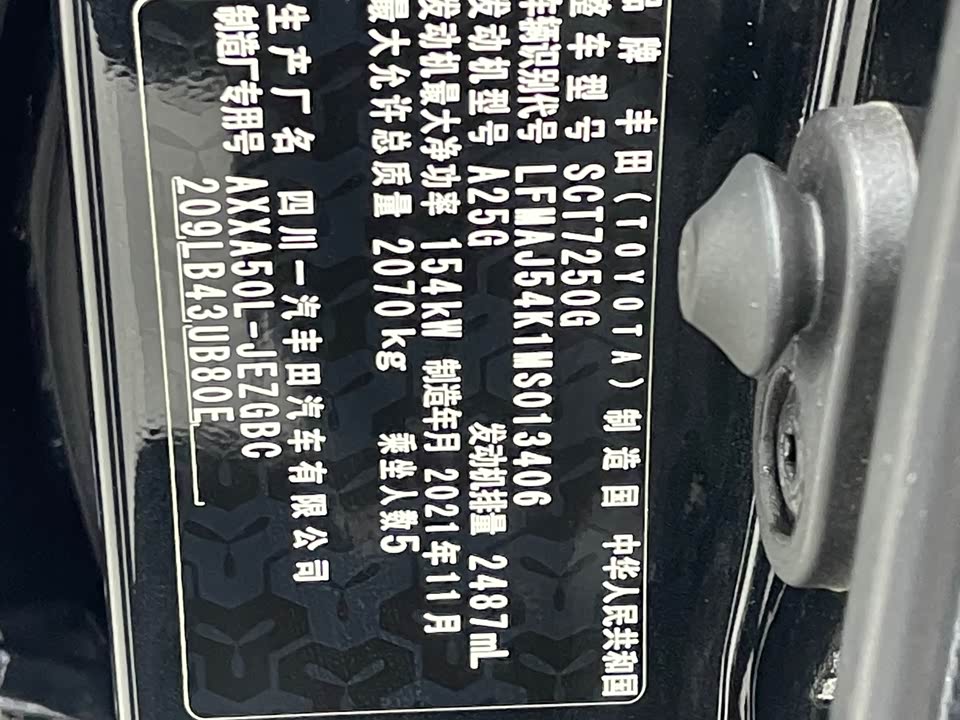 品牌 丰田(TOYOTA) 制造国 中华人民共和国
整车型号 SCT7250G
车辆识别代号 LFMAJ54K1MS013406
发动机型号 A25G 发动机排量 2487mL
发动机最大净功率 154kW 制造年月 2021年11月
最大允许总质量 2070kg 乘坐人数5
生产厂名 四川一汽丰田汽车有限公司
制造厂专用号 AXXA50L-JEZGBC
209LB43UB80E